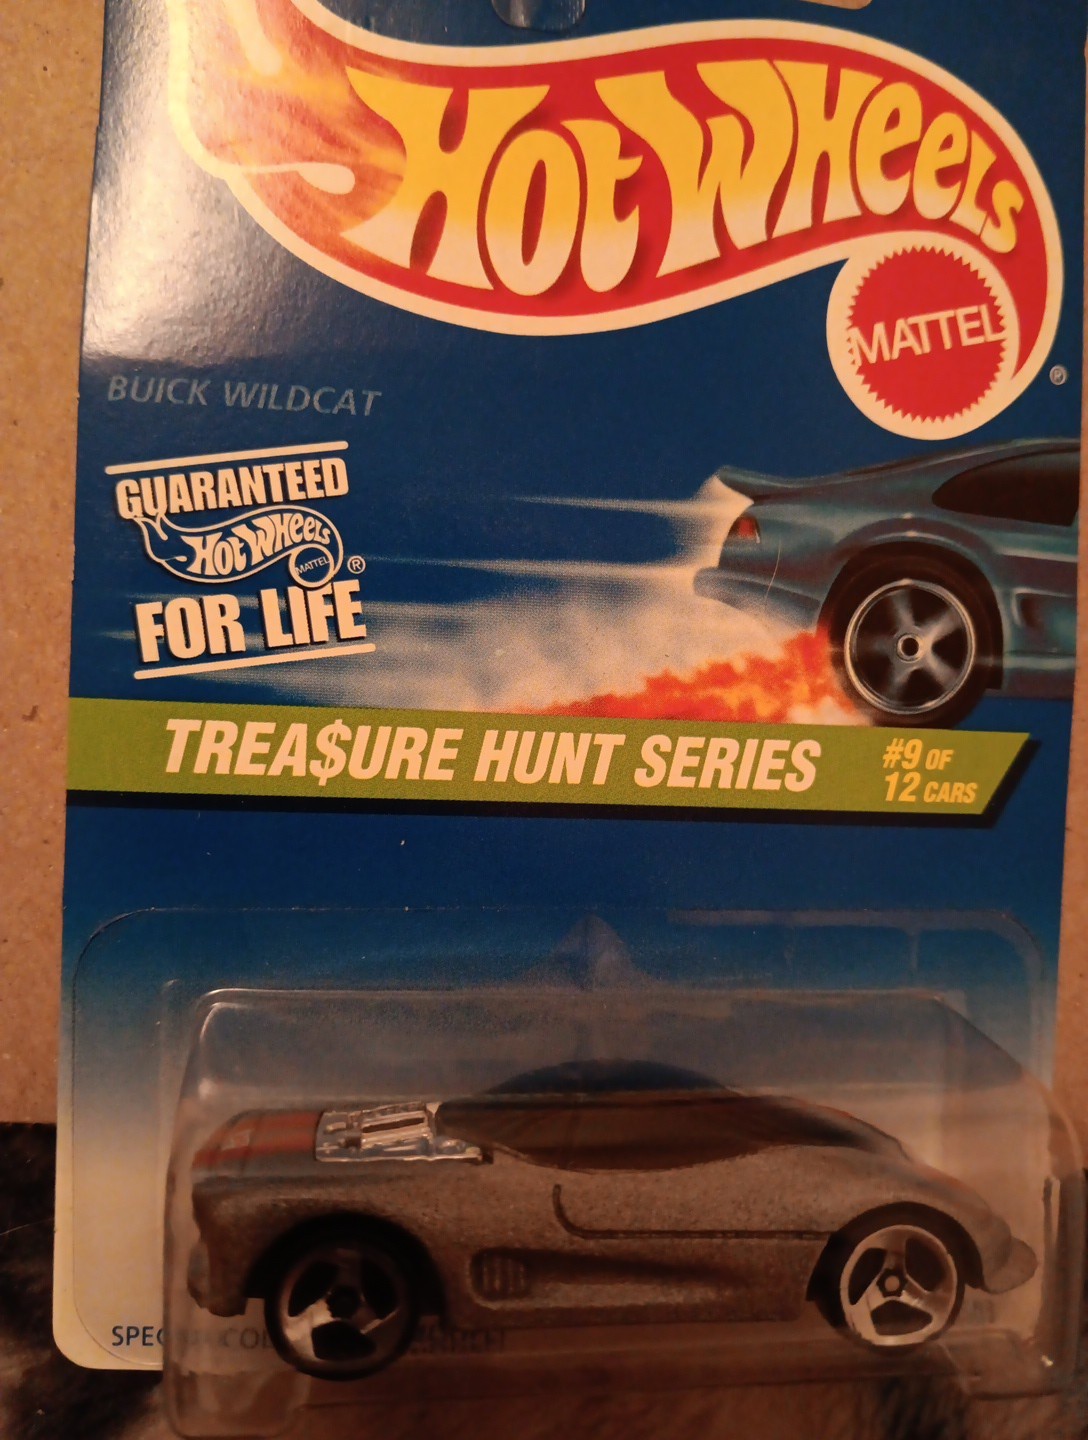 HOT WHEELS
MATTEL
®
BUICK WILDCAT
GUARANTEED
HOT WHEELS
MATTEL
®
FOR LIFE
TREA$URE HUNT SERIES
#9 OF
12 CARS